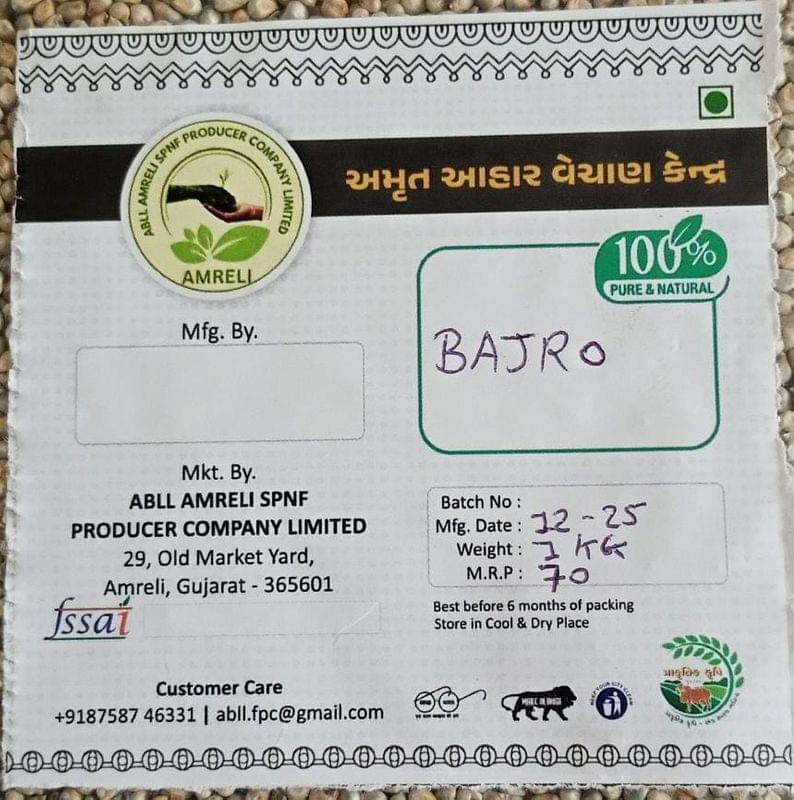 અમૃત આહાર વેચાણ કેન્દ્ર
ABLL AMRELI SPNF PRODUCER COMPANY LIMITED
AMRELI
100%
PURE & NATURAL
BAJRO
Mfg. By.
Mkt. By.
ABLL AMRELI SPNF
PRODUCER COMPANY LIMITED
29, Old Market Yard,
Amreli, Gujarat - 365601
fssai
Batch No :
Mfg. Date : 12-25
Weight : 1 KG
M.R.P : 70
Best before 6 months of packing
Store in Cool & Dry Place
Customer Care
+9187587 46331 | abll.fpc@gmail.com
MAKE IN INDIA
પ્રાકૃતિક કૃષિ